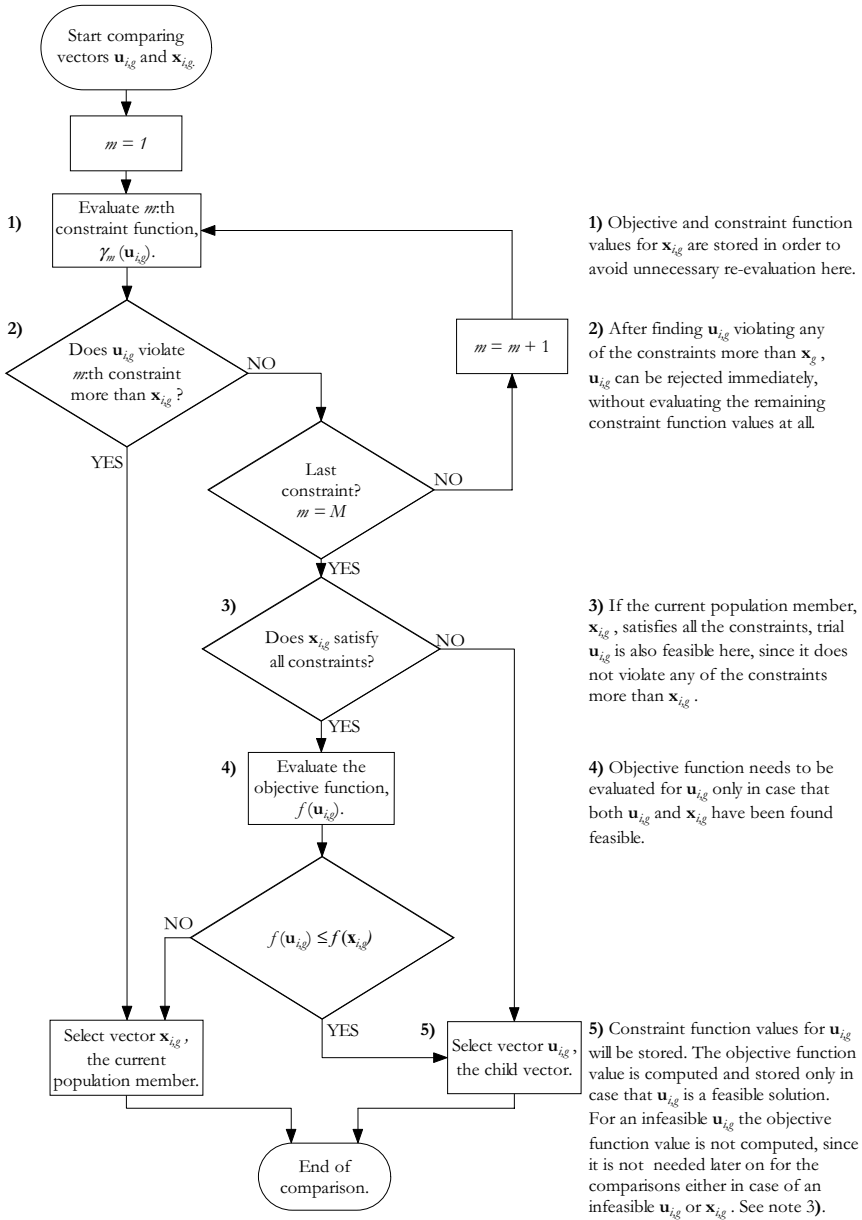 Start comparing
vectors u_{i,g} and x_{i,g}.
m = 1
1)
Evaluate m:th
constraint function,
γ_m (u_{i,g}).
1) Objective and constraint function
values for x_{i,g} are stored in order to
avoid unnecessary re-evaluation here.
2)
Does u_{i,g} violate
m:th constraint
more than x_{i,g} ?
NO
YES
m = m + 1
2) After finding u_{i,g} violating any
of the constraints more than x_g ,
u_{i,g} can be rejected immediately,
without evaluating the remaining
constraint function values at all.
Last
constraint?
m = M
NO
YES
3)
Does x_{i,g} satisfy
all constraints?
NO
YES
3) If the current population member,
x_{i,g} , satisfies all the constraints, trial
u_{i,g} is also feasible here, since it does
not violate any of the constraints
more than x_{i,g} .
4)
Evaluate the
objective function,
f (u_{i,g}).
4) Objective function needs to be
evaluated for u_{i,g} only in case that
both u_{i,g} and x_{i,g} have been found
feasible.
NO
f(u_{i,g}) ≤ f(x_{i,g})
YES
Select vector x_{i,g} ,
the current
population member.
5)
Select vector u_{i,g} ,
the child vector.
5) Constraint function values for u_{i,g}
will be stored. The objective function
value is computed and stored only in
case that u_{i,g} is a feasible solution.
For an infeasible u_{i,g} the objective
function value is not computed, since
it is not needed later on for the
comparisons either in case of an
infeasible u_{i,g} or x_{i,g} . See note 3).
End of
comparison.